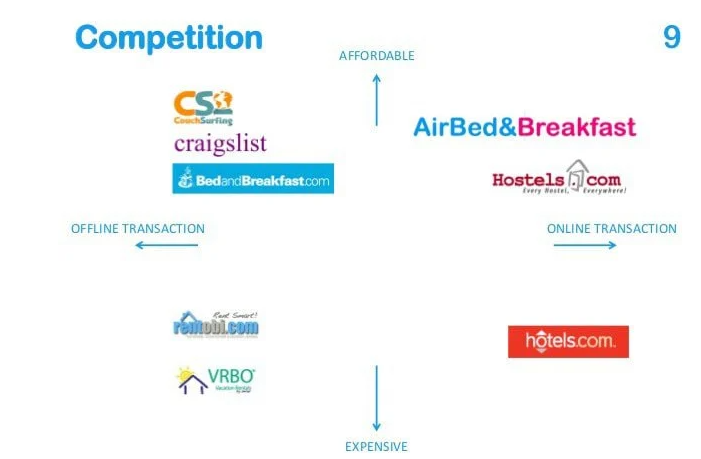 Competition
9
AFFORDABLE
CS
CouchSurfing
craigslist
BedandBreakfast.com
AirBed&Breakfast
Hostels.com
Every Hostel, Everywhere!
OFFLINE TRANSACTION
ONLINE TRANSACTION
Rent Smart!
rentobi.com
VRBO
Vacation Rentals
hotels.com
EXPENSIVE